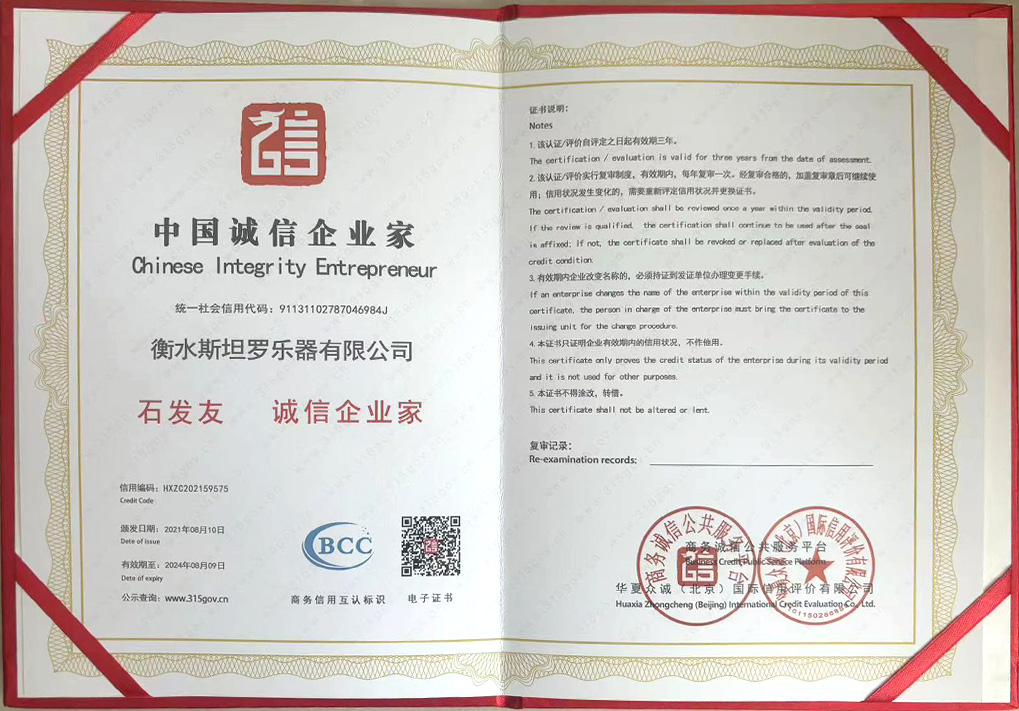 中国诚信企业家
Chinese Integrity Entrepreneur
统一社会信用代码：91131102787046984J
衡水斯坦罗乐器有限公司
石发友 诚信企业家
信用编码：HXZC202159575
Credit Code
颁发日期：2021年08月10日
Date of issue
有效期至：2024年08月09日
Date of expiry
公示查询：www.315gov.cn
BCC
商务信用互认标识
电子证书
证书说明：
Notes
1. 该认证/评价自评定之日起有效期三年。
The certification / evaluation is valid for three years from the date of assessment.
2. 该认证/评价实行复审制度，有效期内，每年复审一次。经复审合格的，加盖复审章后可继续使
用；信用状况发生变化的，需要重新评定信用状况并更换证书。
The certification / evaluation shall be reviewed once a year within the validity period.
If the review is qualified, the certification shall continue to be used after the seal
is affixed; If not, the certificate shall be revoked or replaced after evaluation of the
credit condition.
3. 有效期内企业改变名称的，必须持证到发证单位办理变更手续。
If an enterprise changes the name of the enterprise within the validity period of this
certificate, the person in charge of the enterprise must bring the certificate to the
issuing unit for the change procedure.
4. 本证书只证明企业有效期内的信用状况，不作他用。
This certificate only proves the credit status of the enterprise during its validity period
and it is not used for other purposes.
5. 本证书不得涂改，转借。
This certificate shall not be altered or lent.
复审记录：
Re-examination records:
商务诚信公共服务平台
Business Credit Public Service Platform
华夏众诚（北京）国际信用评价有限公司
Huaxia Zhongcheng (Beijing) International Credit Evaluation Co., Ltd.